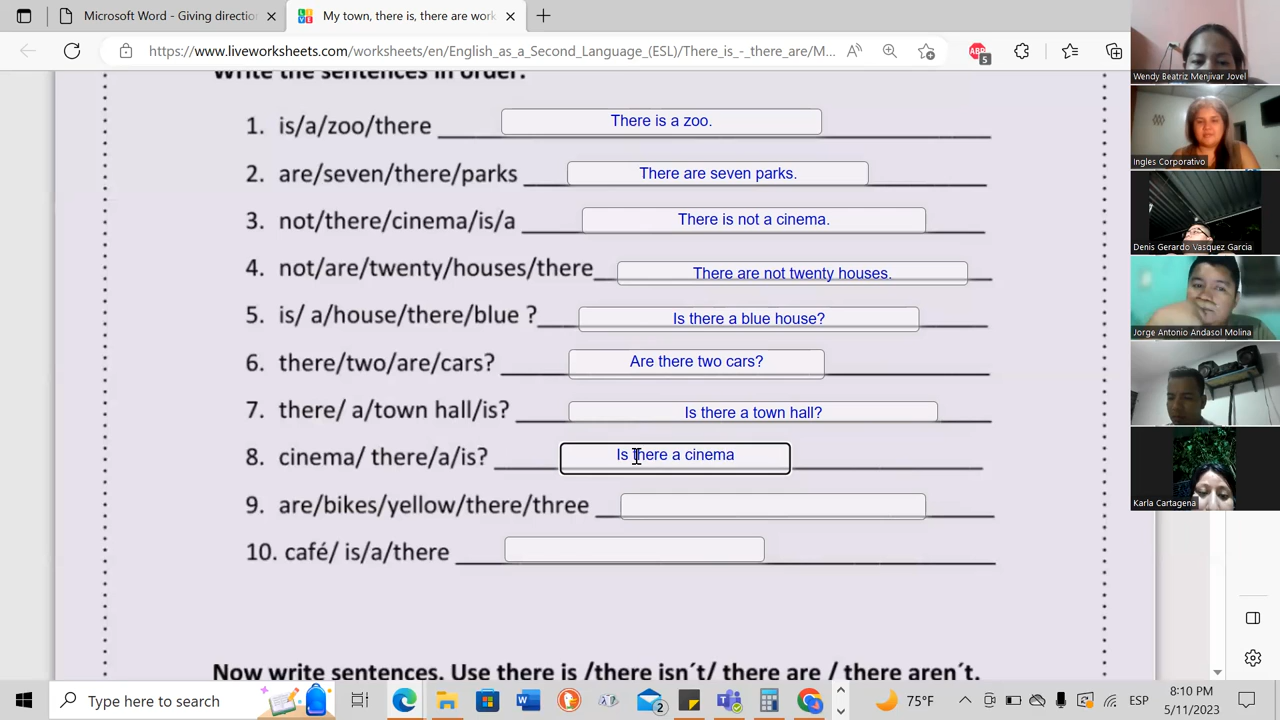 Microsoft Word - Giving directio
My town, there is, there are work
https://www.liveworksheets.com/worksheets/en/English_as_a_Second_Language_(ESL)/There_is_-_there_are/M...
5
Write the sentences in order.
1. is/a/zoo/there There is a zoo.
2. are/seven/there/parks There are seven parks.
3. not/there/cinema/is/a There is not a cinema.
4. not/are/twenty/houses/there There are not twenty houses.
5. is/ a/house/there/blue ? Is there a blue house?
6. there/two/are/cars? Are there two cars?
7. there/ a/town hall/is? Is there a town hall?
8. cinema/ there/a/is? Is there a cinema
9. are/bikes/yellow/there/three
10. café/ is/a/there
Now write sentences. Use there is /there isn´t/ there are / there aren´t.
Wendy Beatriz Menjivar Jovel
Ingles Corporativo
Denis Gerardo Vasquez Garcia
Jorge Antonio Andasol Molina
Karla Cartagena
Type here to search
2
75°F
ESP
8:10 PM
5/11/2023